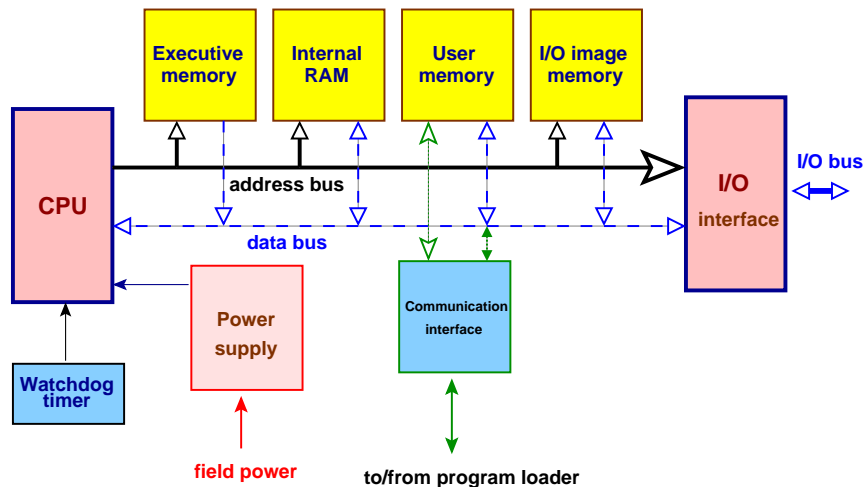 Executive
memory
Internal
RAM
User
memory
I/O image
memory
CPU
address bus
I/O
interface
I/O bus
data bus
Power
supply
Communication
interface
Watchdog
timer
field power
to/from program loader